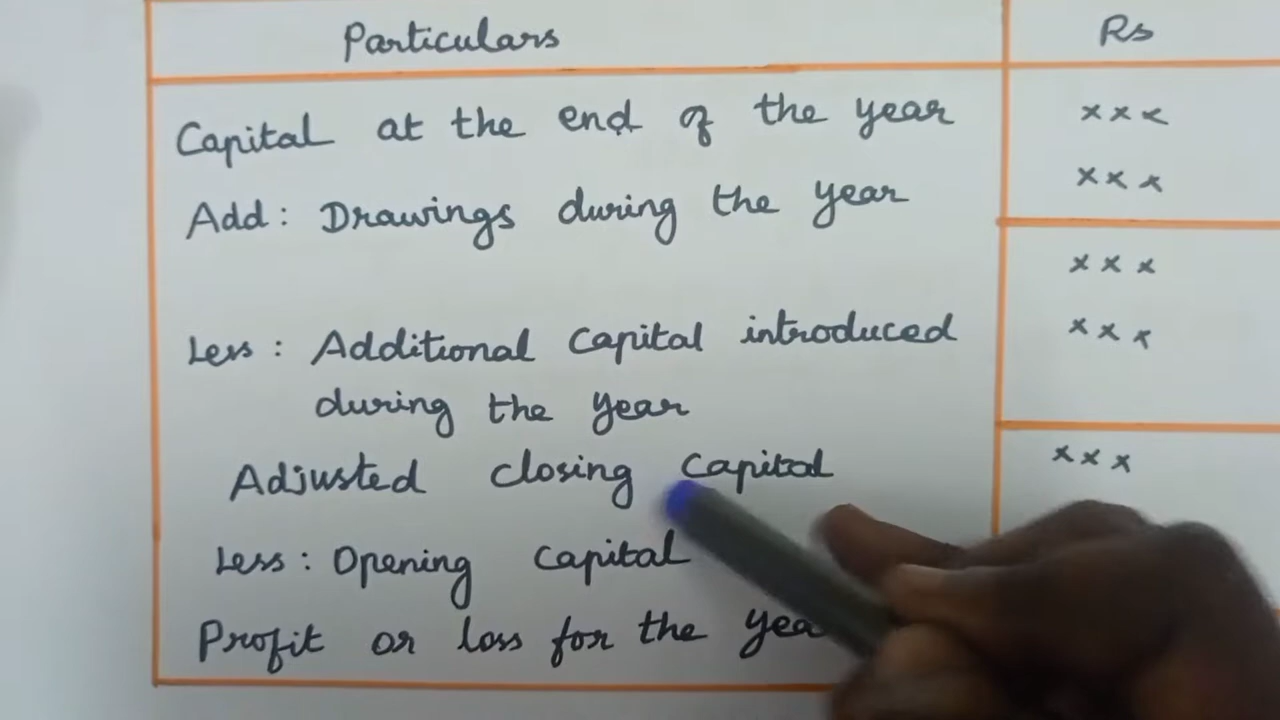 Particulars Rs
Capital at the end of the year xxx
Add: Drawings during the year xxx
xxx
Less: Additional capital introduced xxx
during the year
Adjusted closing capital xxx
Less: Opening capital
Profit or loss for the